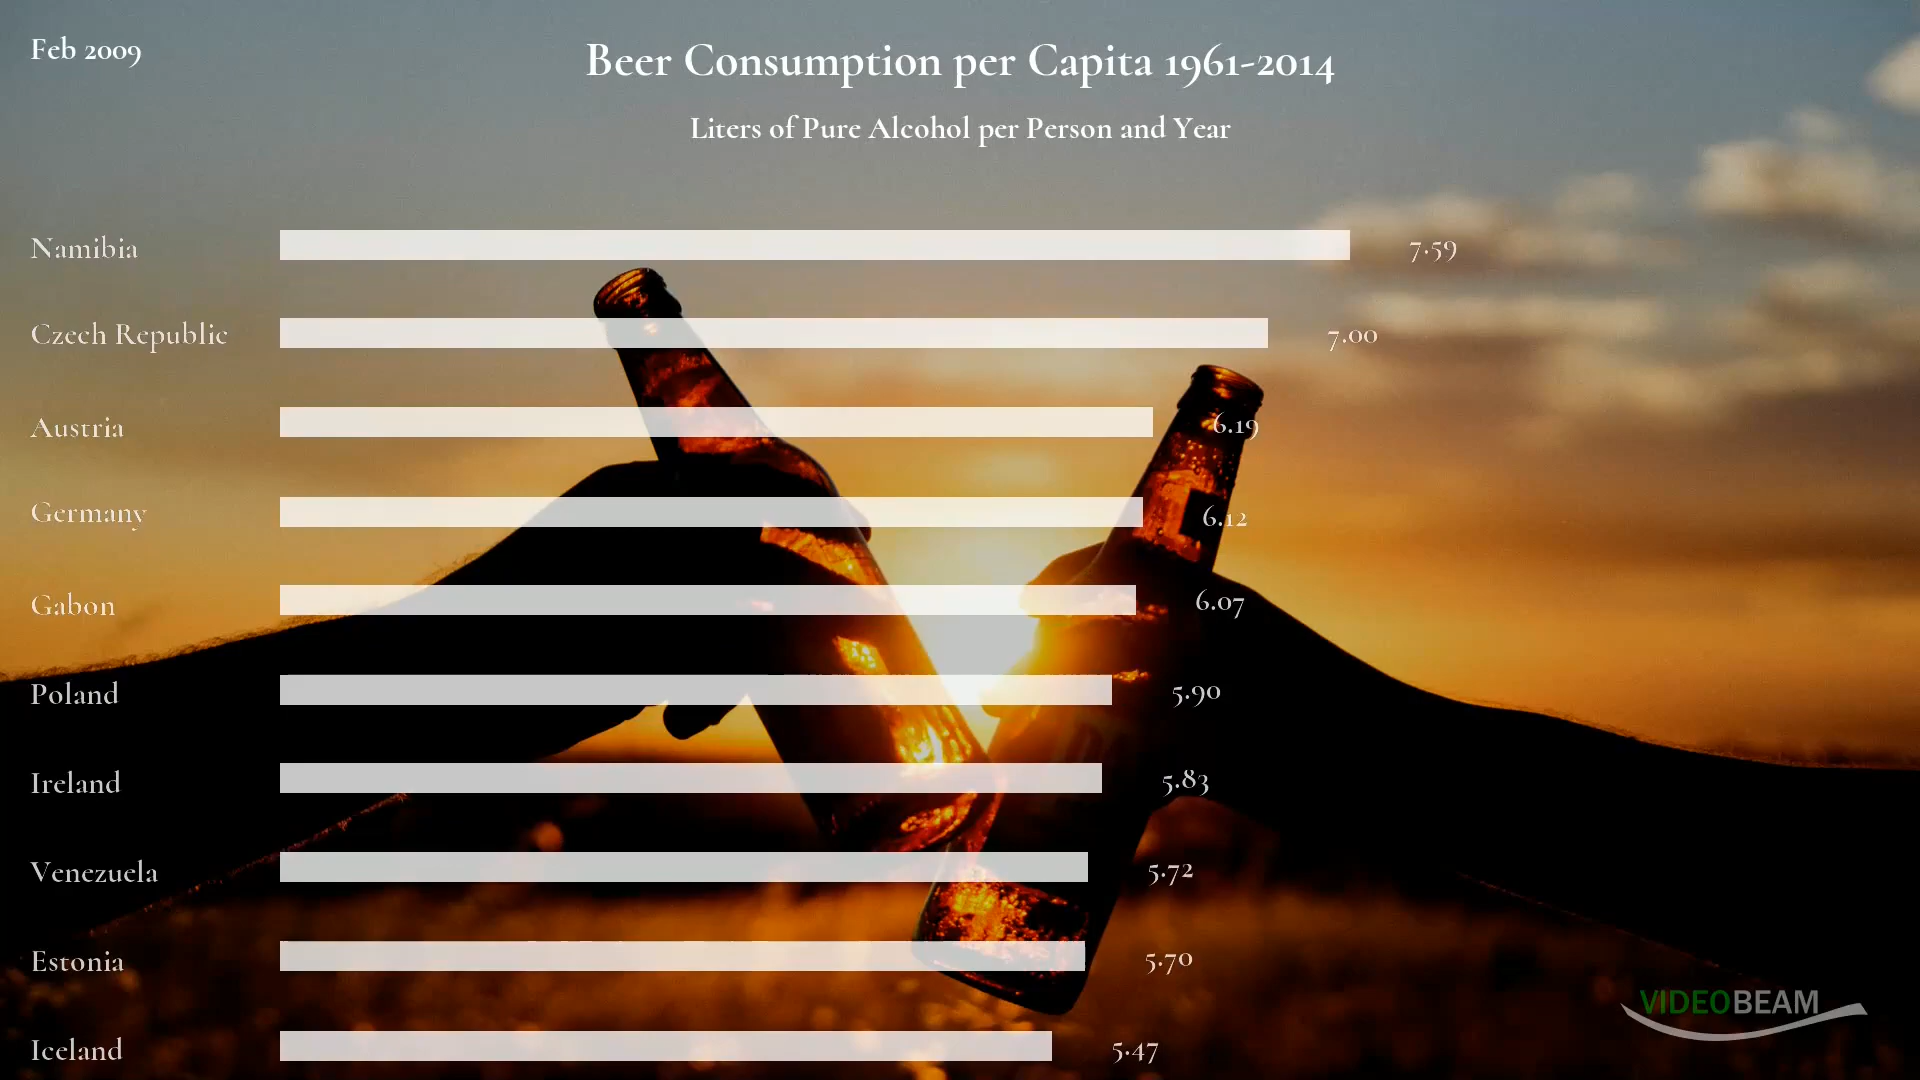 Feb 2009
Beer Consumption per Capita 1961-2014
Liters of Pure Alcohol per Person and Year
Namibia 7.59
Czech Republic 7.00
Austria 6.19
Germany 6.12
Gabon 6.07
Poland 5.90
Ireland 5.83
Venezuela 5.72
Estonia 5.70
Iceland 5.47
VIDEOBEAM